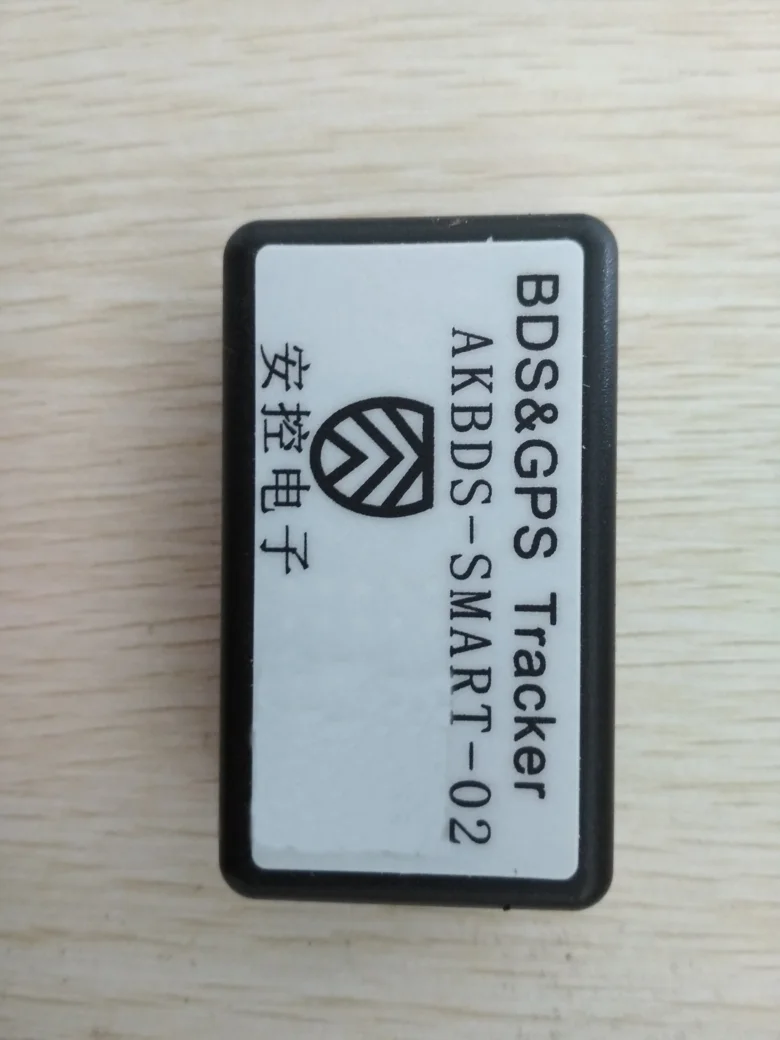 BDS&GPS Tracker
AKBDS-SMART-02
安控电子